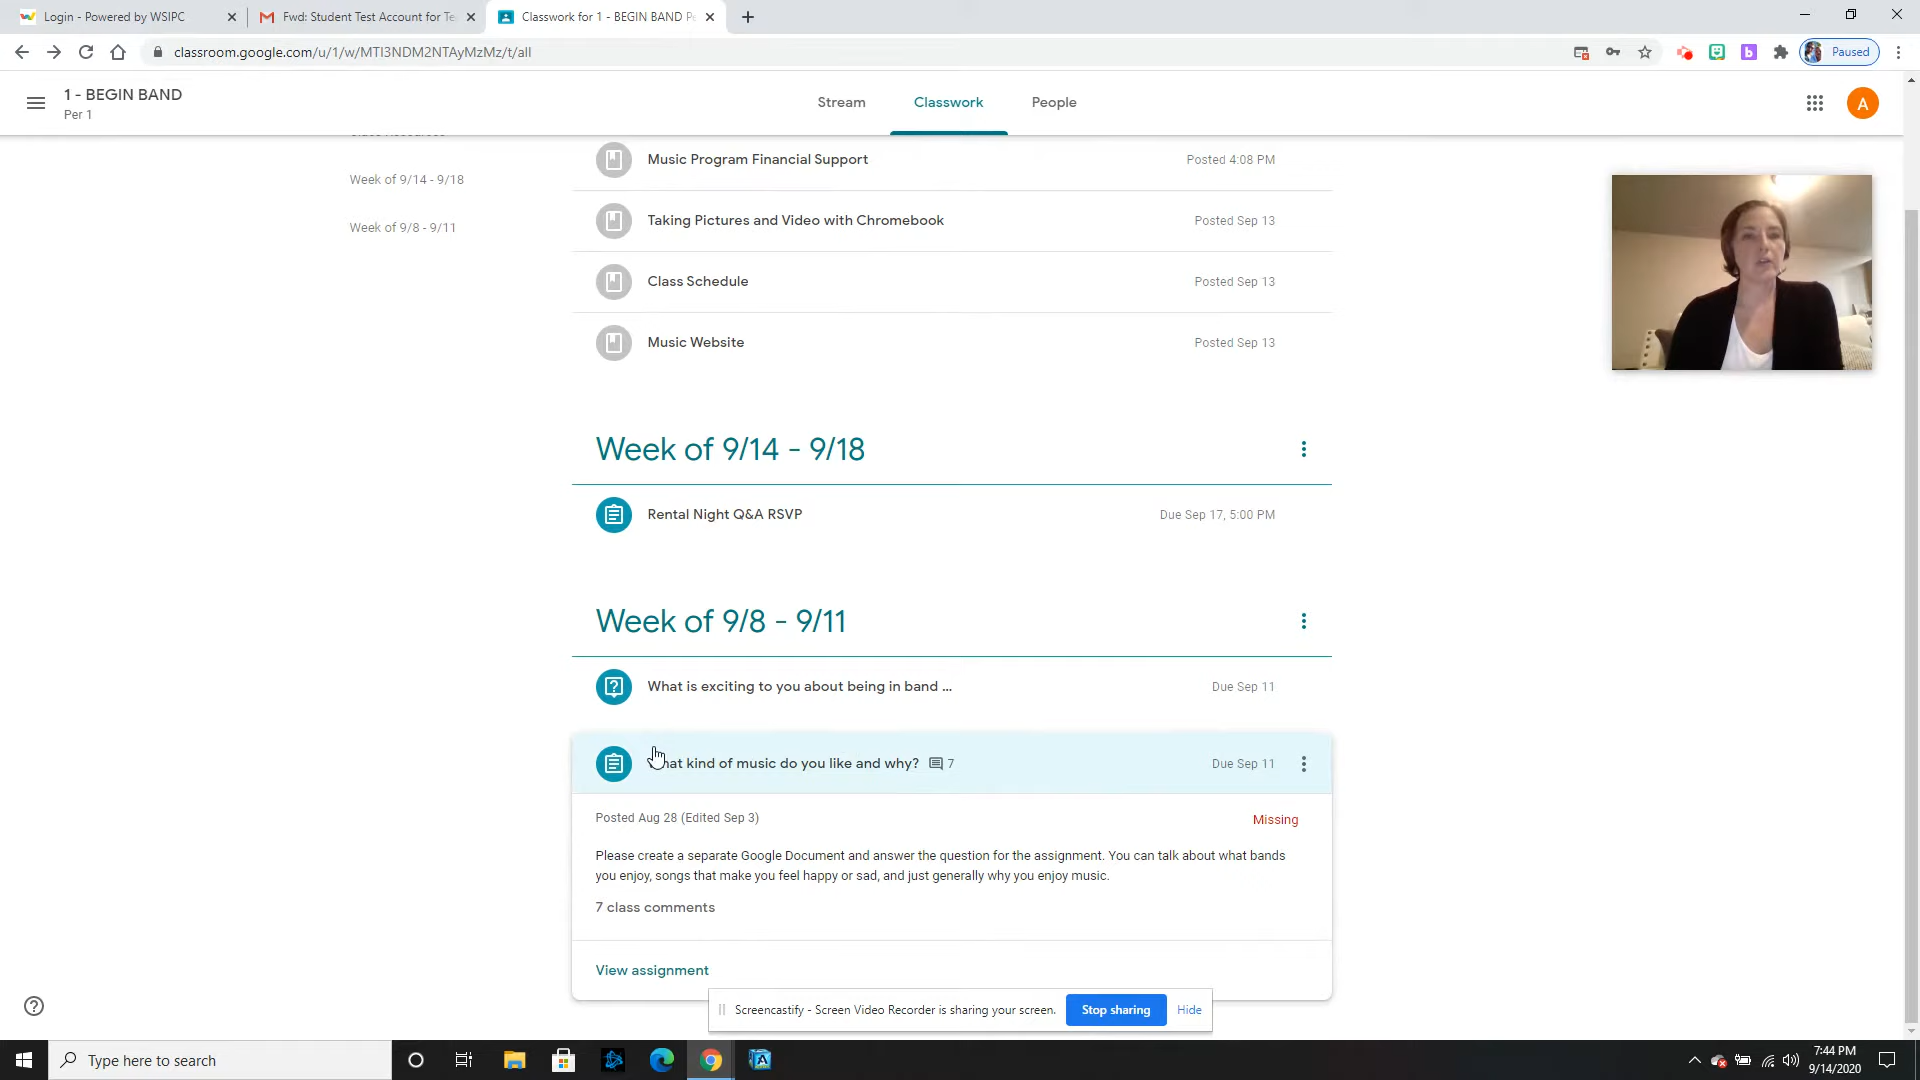 Login - Powered by WSIPC
Fwd: Student Test Account for Te
Classwork for 1 - BEGIN BAND Pe
classroom.google.com/u/1/w/MTI3NDM2NTAyMzMz/t/all
Paused
1 - BEGIN BAND
Per 1
Stream
Classwork
People
A
Week of 9/14 - 9/18
Week of 9/8 - 9/11
Music Program Financial Support
Posted 4:08 PM
Taking Pictures and Video with Chromebook
Posted Sep 13
Class Schedule
Posted Sep 13
Music Website
Posted Sep 13
Week of 9/14 - 9/18
Rental Night Q&A RSVP
Due Sep 17, 5:00 PM
Week of 9/8 - 9/11
What is exciting to you about being in band ...
Due Sep 11
hat kind of music do you like and why? 7
Due Sep 11
Posted Aug 28 (Edited Sep 3)
Missing
Please create a separate Google Document and answer the question for the assignment. You can talk about what bands
you enjoy, songs that make you feel happy or sad, and just generally why you enjoy music.
7 class comments
View assignment
Screencastify - Screen Video Recorder is sharing your screen.
Stop sharing
Hide
Type here to search
7:44 PM
9/14/2020